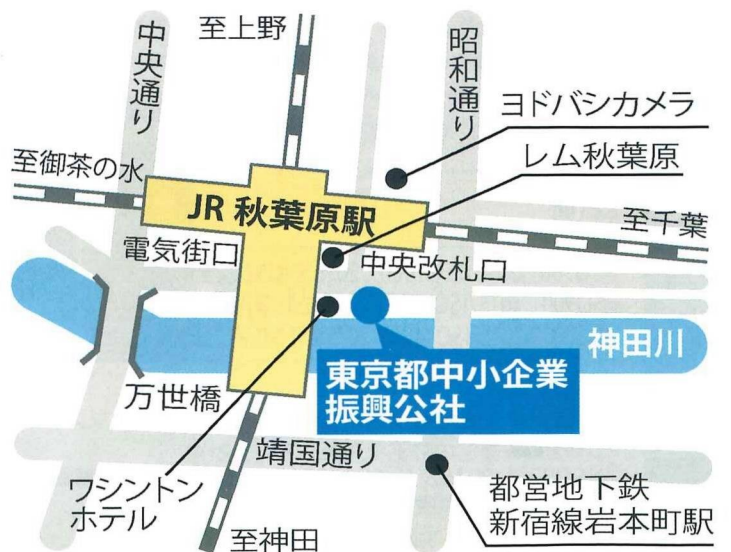 中央通り
至上野
昭和通り
ヨドバシカメラ
レム秋葉原
至御茶の水
JR 秋葉原駅
至千葉
電気街口
中央改札口
神田川
東京都中小企業
振興公社
万世橋
靖国通り
ワシントン
ホテル
都営地下鉄
新宿線岩本町駅
至神田